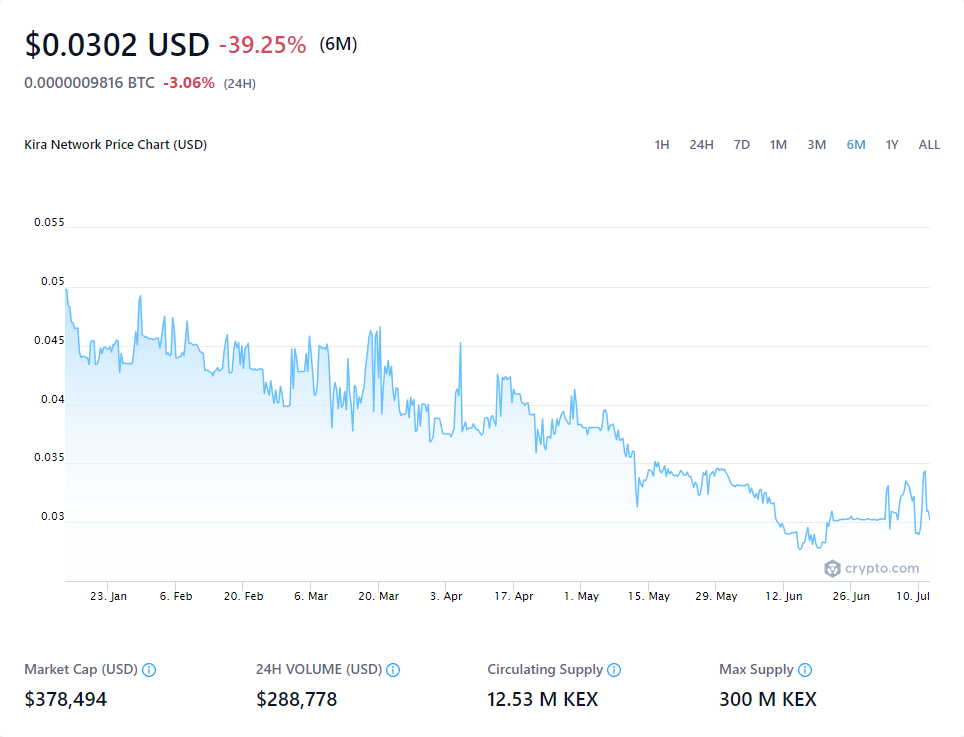 $0.0302 USD -39.25% (6M)
0.0000009816 BTC -3.06% (24H)
Kira Network Price Chart (USD) 1H 24H 7D 1M 3M 6M 1Y ALL
0.055
0.05
0.045
0.04
0.035
0.03
crypto.com
23. Jan 6. Feb 20. Feb 6. Mar 20. Mar 3. Apr 17. Apr 1. May 15. May 29. May 12. Jun 26. Jun 10. Jul
Market Cap (USD) 24H VOLUME (USD) Circulating Supply Max Supply
$378,494 $288,778 12.53 M KEX 300 M KEX